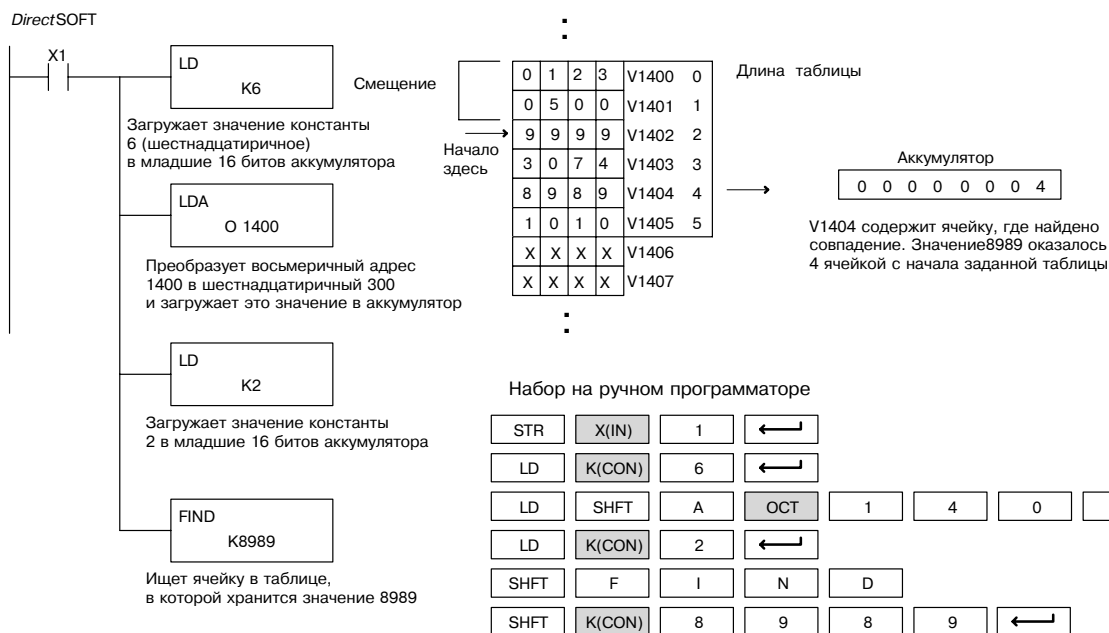 DirectSOFT
X1
LD
K6
Загружает значение константы
6 (шестнадцатиричное)
в младшие 16 битов аккумулятора
LDA
O 1400
Преобразует восьмеричный адрес
1400 в шестнадцатиричный 300
и загружает это значение в аккумулятор
LD
K2
Загружает значение константы
2 в младшие 16 битов аккумулятора
FIND
K8989
Ищет ячейку в таблице,
в которой хранится значение 8989
Смещение
Начало
здесь
0 1 2 3 V1400 0
0 5 0 0 V1401 1
9 9 9 9 V1402 2
3 0 7 4 V1403 3
8 9 8 9 V1404 4
1 0 1 0 V1405 5
X X X X V1406
X X X X V1407
Длина таблицы
Аккумулятор
0 0 0 0 0 0 0 4
V1404 содержит ячейку, где найдено
совпадение. Значение8989 оказалось
4 ячейкой с начала заданной таблицы
Набор на ручном программаторе
STR X(IN) 1
LD K(CON) 6
LD SHFT A OCT 1 4 0
LD K(CON) 2
SHFT F I N D
SHFT K(CON) 8 9 8 9